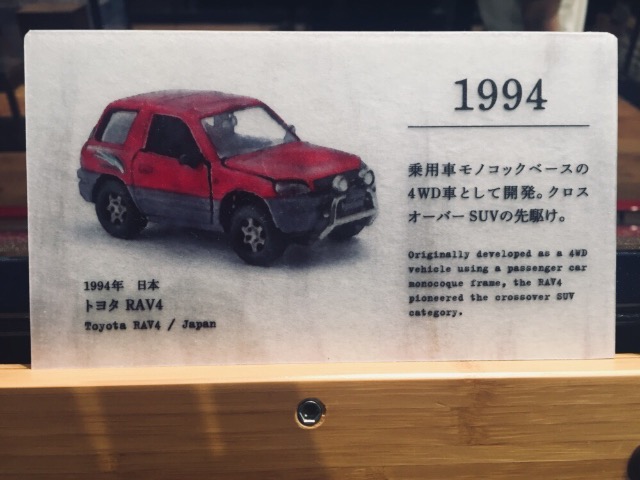 1994
乗用車モノコックベースの
4WD車として開発。クロス
オーバーSUVの先駆け。
Originally developed as a 4WD
vehicle using a passenger car
monocoque frame, the RAV4
pioneered the crossover SUV
category.
1994年 日本
トヨタ RAV4
Toyota RAV4 / Japan